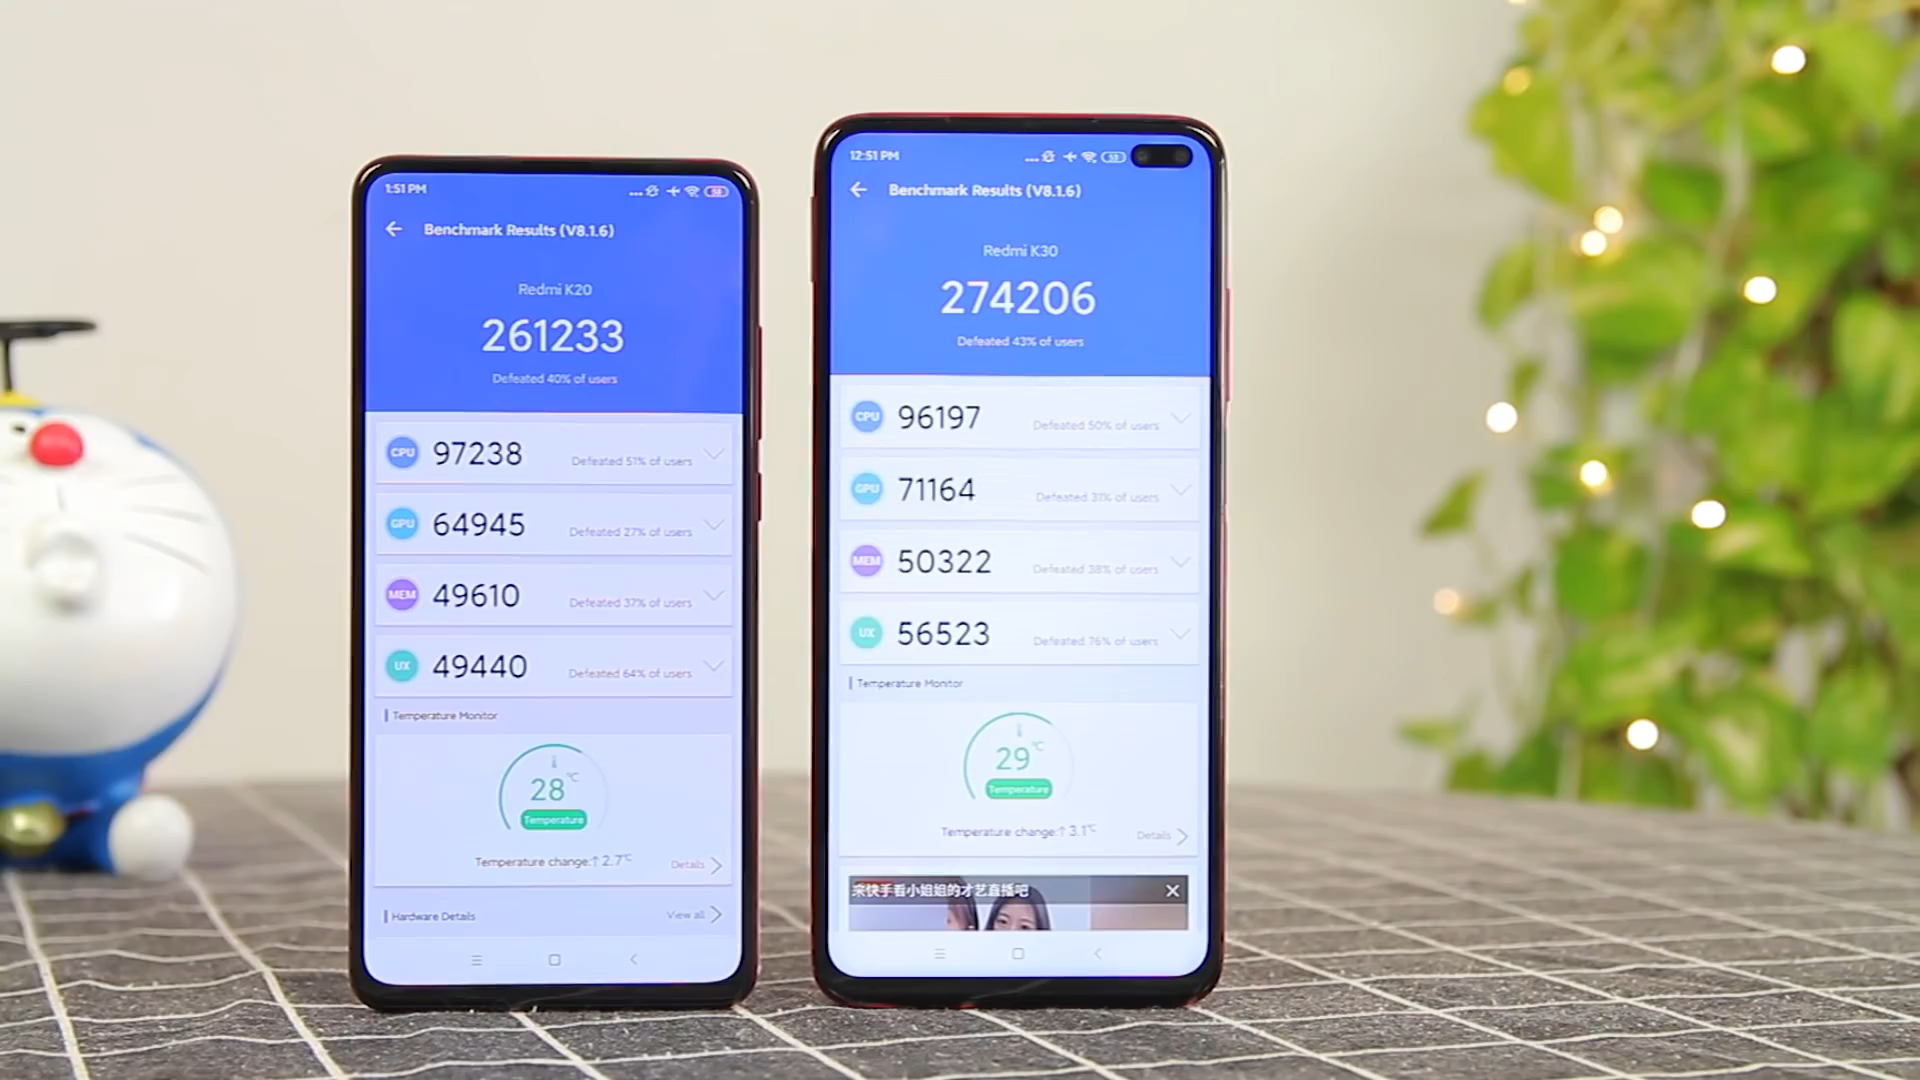 1:51 PM
53
Benchmark Results (V8.1.6)
Redmi K20
261233
Defeated 40% of users
CPU 97238 Defeated 51% of users
GPU 64945 Defeated 27% of users
MEM 49610 Defeated 37% of users
UX 49440 Defeated 64% of users
Temperature Monitor
28°C
Temperature
Temperature change:↑ 2.7°C Details
Hardware Details View all
12:51 PM
53
Benchmark Results (V8.1.6)
Redmi K30
274206
Defeated 43% of users
CPU 96197 Defeated 50% of users
GPU 71164 Defeated 31% of users
MEM 50322 Defeated 38% of users
UX 56523 Defeated 76% of users
Temperature Monitor
29°C
Temperature
Temperature change:↑ 3.1°C Details
来快手看小姐姐的才艺直播吧